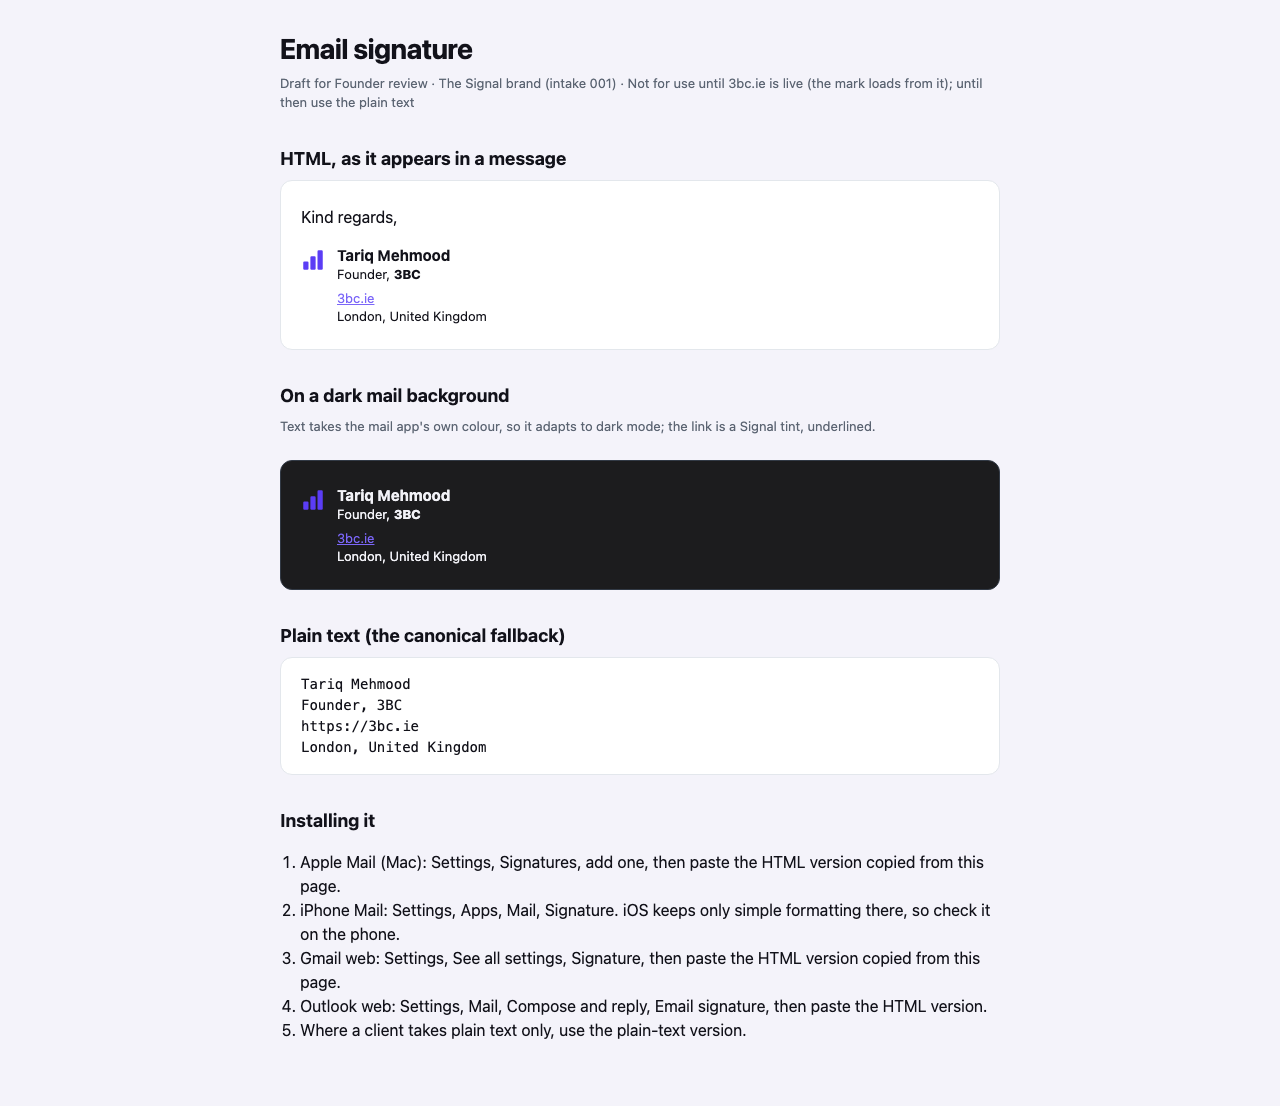 Email signature
Draft for Founder review · The Signal brand (intake 001) · Not for use until 3bc.ie is live (the mark loads from it); until
then use the plain text
HTML, as it appears in a message
Kind regards,
Tariq Mehmood
Founder, 3BC
3bc.ie
London, United Kingdom
On a dark mail background
Text takes the mail app's own colour, so it adapts to dark mode; the link is a Signal tint, underlined.
Tariq Mehmood
Founder, 3BC
3bc.ie
London, United Kingdom
Plain text (the canonical fallback)
Tariq Mehmood
Founder, 3BC
https://3bc.ie
London, United Kingdom
Installing it
1. Apple Mail (Mac): Settings, Signatures, add one, then paste the HTML version copied from this
page.
2. iPhone Mail: Settings, Apps, Mail, Signature. iOS keeps only simple formatting there, so check it
on the phone.
3. Gmail web: Settings, See all settings, Signature, then paste the HTML version copied from this
page.
4. Outlook web: Settings, Mail, Compose and reply, Email signature, then paste the HTML version.
5. Where a client takes plain text only, use the plain-text version.